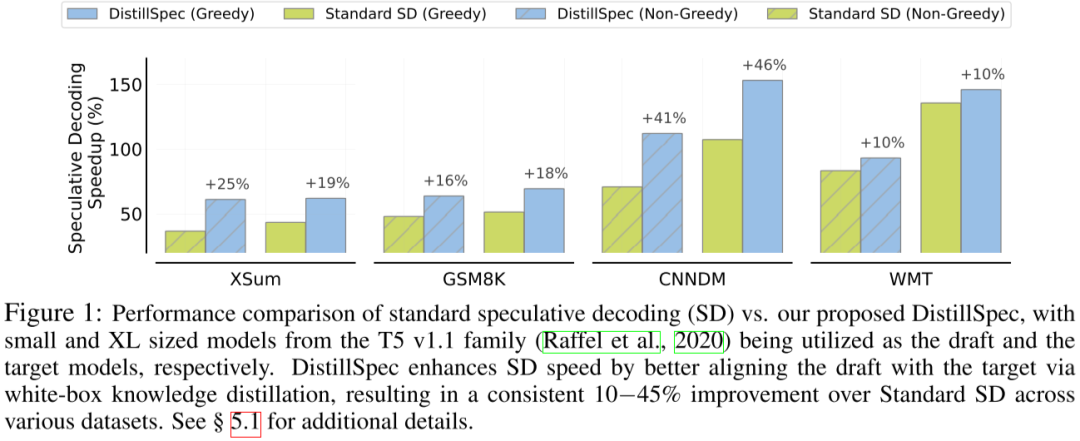 DistillSpec (Greedy) Standard SD (Greedy) DistillSpec (Non-Greedy) Standard SD (Non-Greedy)
Speculative Decoding
Speedup (%)
150
100
50
+25%
+19%
+16%
+18%
+41%
+46%
+10%
+10%
XSum GSM8K CNNDM WMT
Figure 1: Performance comparison of standard speculative decoding (SD) vs. our proposed DistillSpec, with
small and XL sized models from the T5 v1.1 family (Raffel et al., 2020) being utilized as the draft and the
target models, respectively. DistillSpec enhances SD speed by better aligning the draft with the target via
white-box knowledge distillation, resulting in a consistent 10−45% improvement over Standard SD across
various datasets. See § 5.1 for additional details.